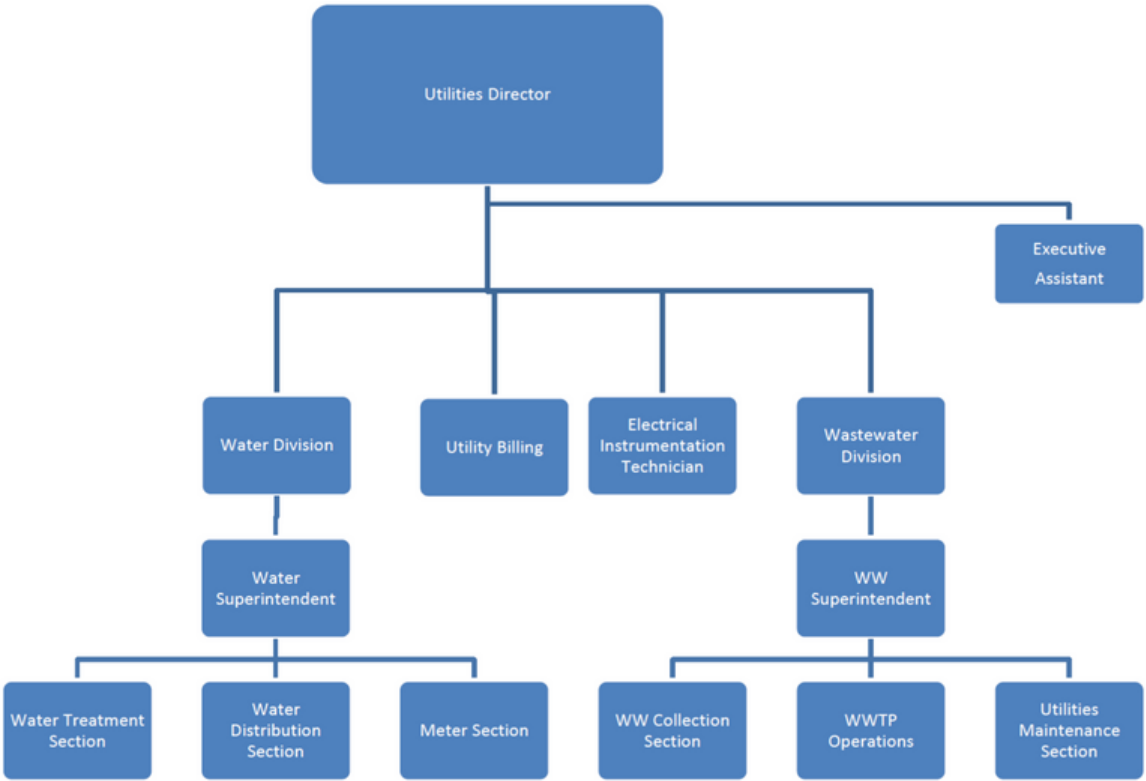 Utilities Director
Executive
Assistant
Water Division
Utility Billing
Electrical
Instrumentation
Technician
Wastewater
Division
Water
Superintendent
WW
Superintendent
Water Treatment
Section
Water
Distribution
Section
Meter Section
WW Collection
Section
WWTP
Operations
Utilities
Maintenance
Section